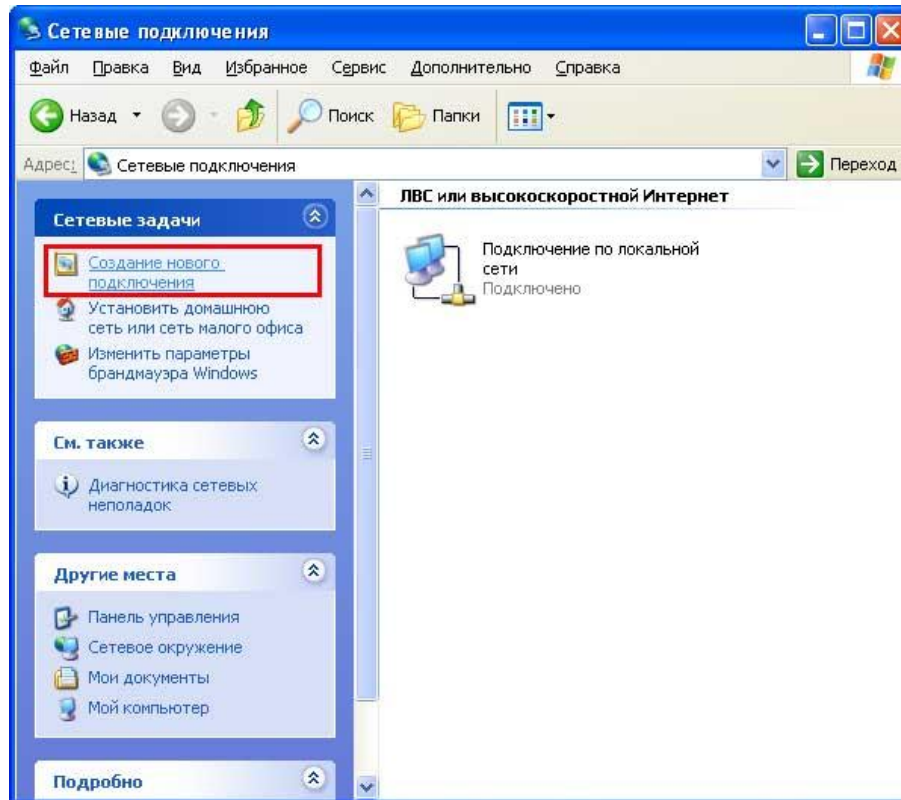 Сетевые подключения
Файл Правка Вид Избранное Сервис Дополнительно Справка
Назад Поиск Папки
Адрес: Сетевые подключения Переход
Сетевые задачи
Создание нового
подключения
Установить домашнюю
сеть или сеть малого офиса
Изменить параметры
брандмауэра Windows
См. также
Диагностика сетевых
неполадок
Другие места
Панель управления
Сетевое окружение
Мои документы
Мой компьютер
Подробно
ЛВС или высокоскоростной Интернет
Подключение по локальной
сети
Подключено